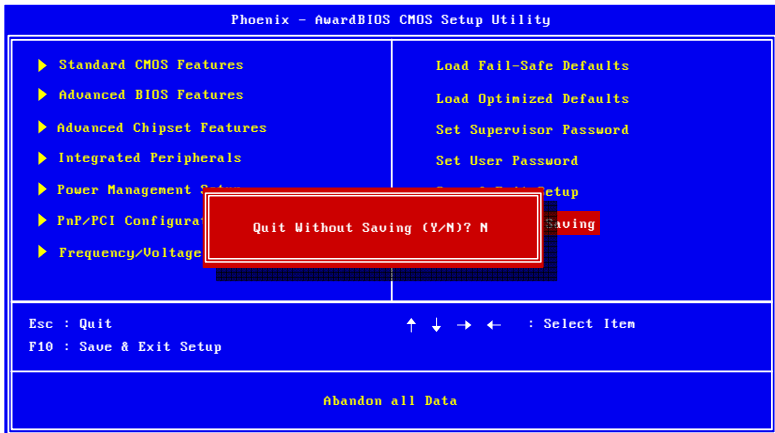 Phoenix - AwardBIOS CMOS Setup Utility
Standard CMOS Features
Advanced BIOS Features
Advanced Chipset Features
Integrated Peripherals
Power Management
PnP/PCI
Frequency/Voltage
Load Fail-Safe Defaults
Load Optimized Defaults
Set Supervisor Password
Set User Password
Setup
Saving
Quit Without Saving (Y/N)? N
Esc : Quit
↑ ↓ → ← : Select Item
F10 : Save & Exit Setup
Abandon all Data